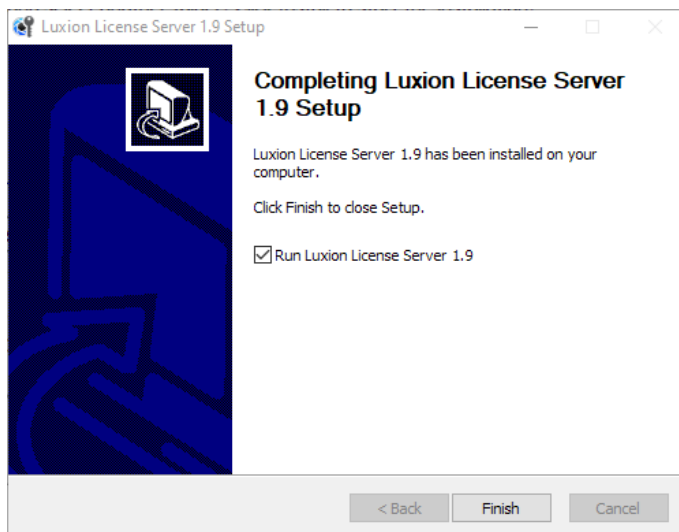 Luxion License Server 1.9 Setup
Completing Luxion License Server
1.9 Setup
Luxion License Server 1.9 has been installed on your
computer.
Click Finish to close Setup.
Run Luxion License Server 1.9
< Back
Finish
Cancel